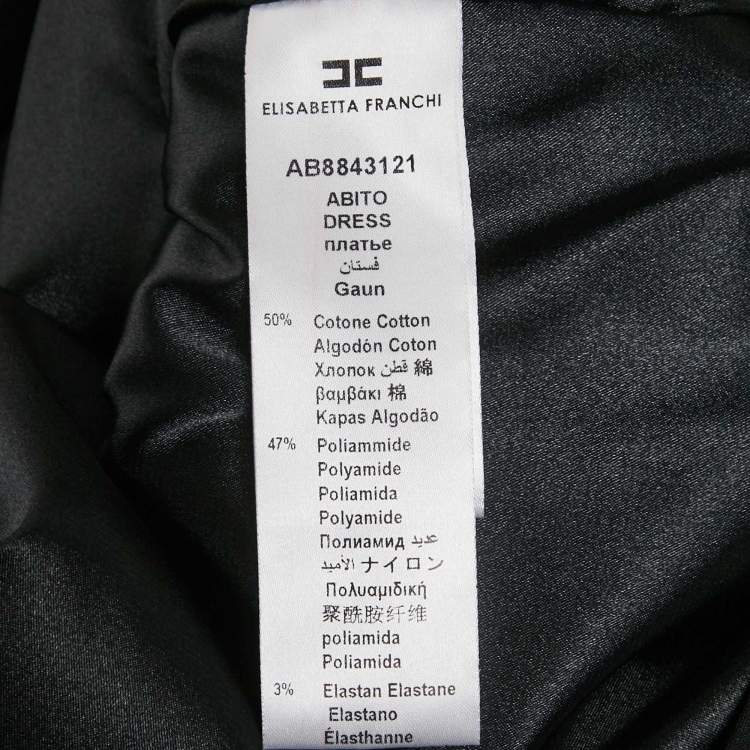 ELISABETTA FRANCHI
AB8843121
ABITO
DRESS
платье
فستان
Gaun
50% Cotone Cotton
Algodón Coton
Хлопок قطن 綿
βαμβάκι 棉
Kapas Algodão
47% Poliammide
Polyamide
Poliamida
Polyamide
Полиамид عديد
الأميد ナイロン
Πολυαμιδική
聚酰胺纤维
poliamida
Poliamida
3% Elastan Elastane
Elastano
Élasthanne